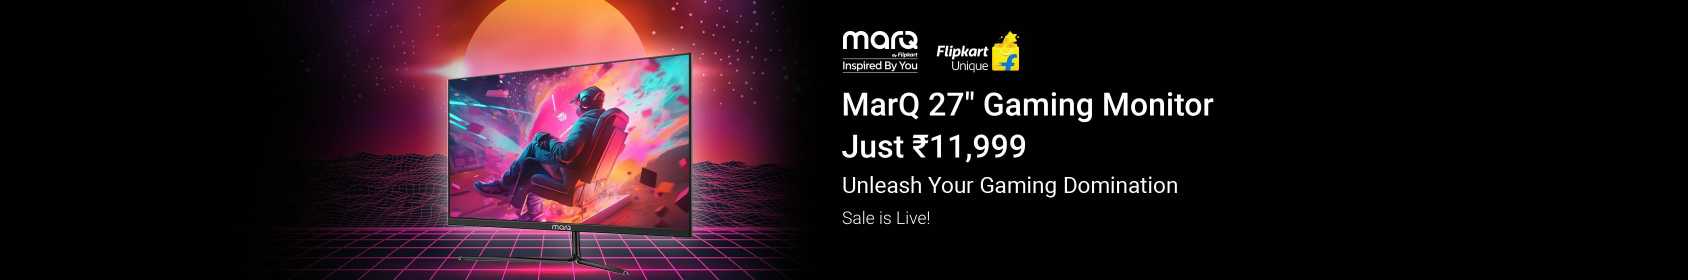 marQ
by Flipkart
Inspired By You
Flipkart
Unique
MarQ 27" Gaming Monitor
Just ₹11,999
Unleash Your Gaming Domination
Sale is Live!
marQ